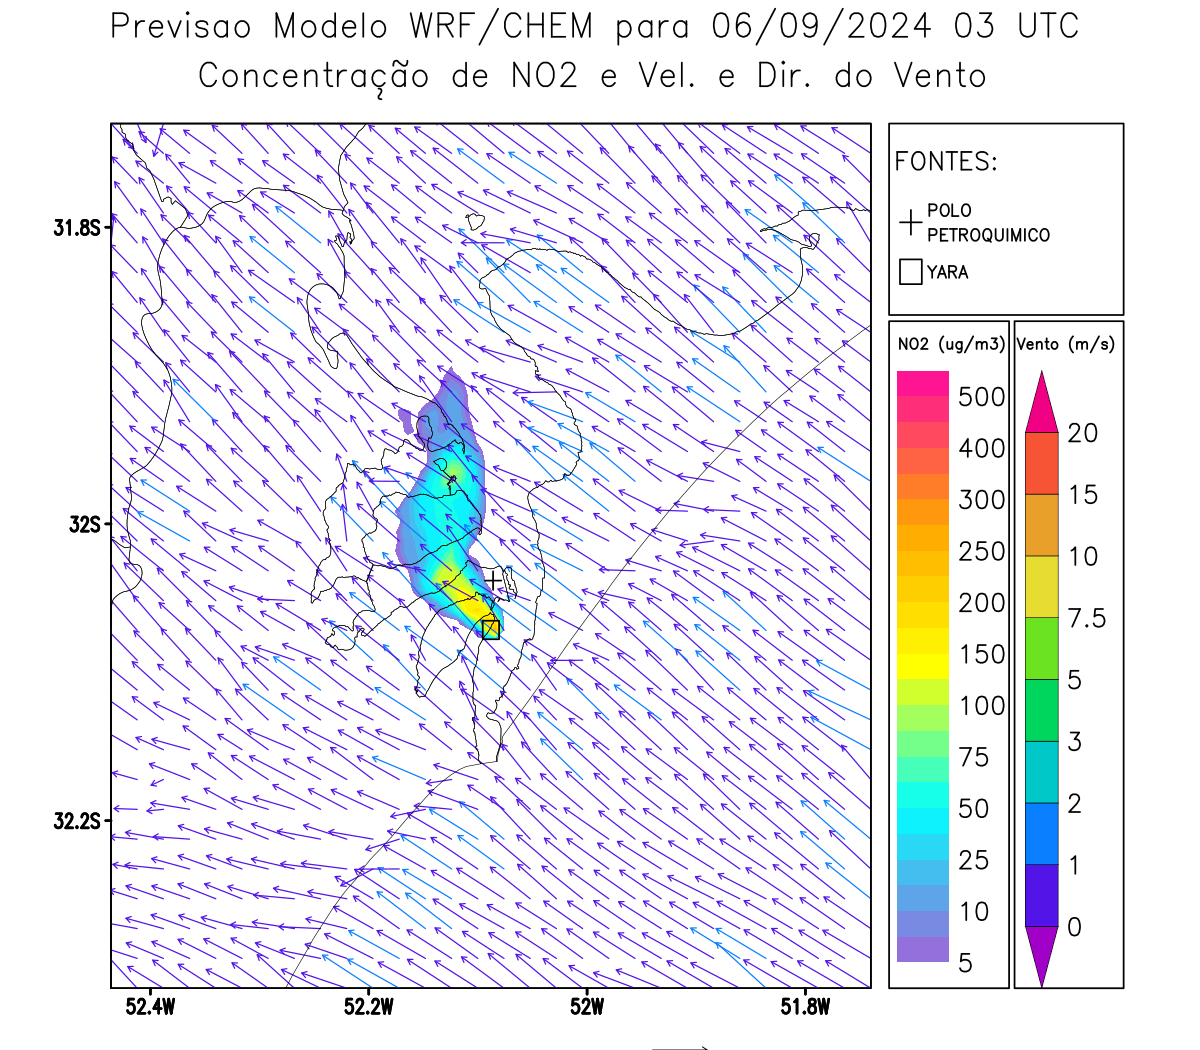 Previsao Modelo WRF/CHEM para 06/09/2024 03 UTC
Concentração de NO2 e Vel. e Dir. do Vento
FONTES:
POLO
PETROQUIMICO
YARA
31.8S
32S
32.2S
52.4W
52.2W
52W
51.8W
NO2 (ug/m3)
500
400
300
250
200
150
100
75
50
25
10
5
Vento (m/s)
20
15
10
7.5
5
3
2
1
0